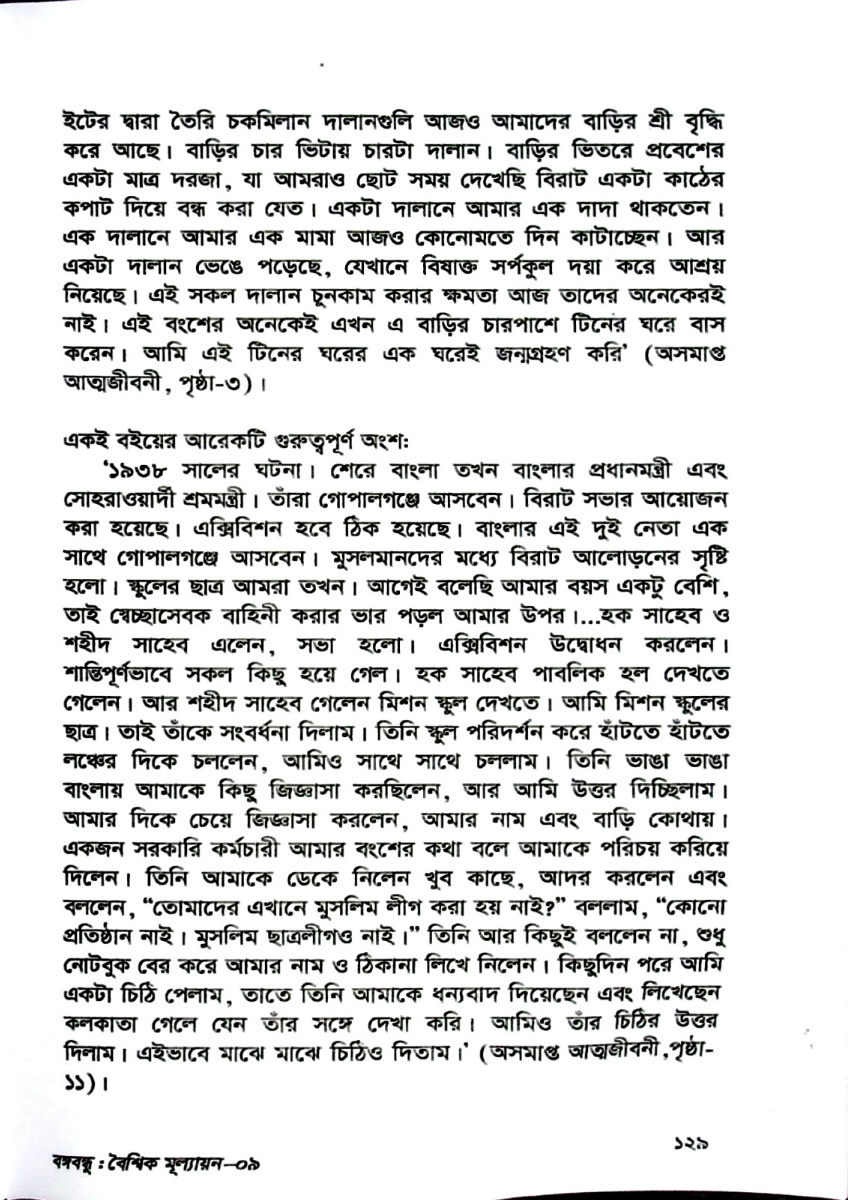 ইটের দ্বারা তৈরি চকমিলান দালানগুলি আজও আমাদের বাড়ির শ্রী বৃদ্ধি
করে আছে। বাড়ির চার ভিটায় চারটা দালান। বাড়ির ভিতরে প্রবেশের
একটা মাত্র দরজা, যা আমরাও ছোট সময় দেখেছি বিরাট একটা কাঠের
কপাট দিয়ে বন্ধ করা যেত। একটা দালানে আমার এক দাদা থাকতেন।
এক দালানে আমার এক মামা আজও কোনোমতে দিন কাটাচ্ছেন। আর
একটা দালান ভেঙে পড়েছে, যেখানে বিষাক্ত সর্পকুল দয়া করে আশ্রয়
নিয়েছে। এই সকল দালান চুনকাম করার ক্ষমতা আজ তাদের অনেকেরই
নাই। এই বংশের অনেকেই এখন এ বাড়ির চারপাশে টিনের ঘরে বাস
করেন। আমি এই টিনের ঘরের এক ঘরেই জন্মগ্রহণ করি' (অসমাপ্ত
আত্মজীবনী, পৃষ্ঠা-৩)।
একই বইয়ের আরেকটি গুরুত্বপূর্ণ অংশ:
‘১৯৩৮ সালের ঘটনা। শেরে বাংলা তখন বাংলার প্রধানমন্ত্রী এবং
সোহরাওয়ার্দী শ্রমমন্ত্রী। তাঁরা গোপালগঞ্জে আসবেন। বিরাট সভার আয়োজন
করা হয়েছে। এক্সিবিশন হবে ঠিক হয়েছে। বাংলার এই দুই নেতা এক
সাথে গোপালগঞ্জে আসবেন। মুসলমানদের মধ্যে বিরাট আলোড়নের সৃষ্টি
হলো। স্কুলের ছাত্র আমরা তখন। আগেই বলেছি আমার বয়স একটু বেশি,
তাই স্বেচ্ছাসেবক বাহিনী করার ভার পড়ল আমার উপর।...হক সাহেব ও
শহীদ সাহেব এলেন, সভা হলো। এক্সিবিশন উদ্বোধন করলেন।
শান্তিপূর্ণভাবে সকল কিছু হয়ে গেল। হক সাহেব পাবলিক হল দেখতে
গেলেন। আর শহীদ সাহেব গেলেন মিশন স্কুল দেখতে। আমি মিশন স্কুলের
ছাত্র। তাই তাঁকে সংবর্ধনা দিলাম। তিনি স্কুল পরিদর্শন করে হাঁটতে হাঁটতে
লঞ্চের দিকে চললেন, আমিও সাথে সাথে চললাম। তিনি ভাঙা ভাঙা
বাংলায় আমাকে কিছু জিজ্ঞাসা করছিলেন, আর আমি উত্তর দিচ্ছিলাম।
আমার দিকে চেয়ে জিজ্ঞাসা করলেন, আমার নাম এবং বাড়ি কোথায়।
একজন সরকারি কর্মচারী আমার বংশের কথা বলে আমাকে পরিচয় করিয়ে
দিলেন। তিনি আমাকে ডেকে নিলেন খুব কাছে, আদর করলেন এবং
বললেন, “তোমাদের এখানে মুসলিম লীগ করা হয় নাই?” বললাম, “কোনো
প্রতিষ্ঠান নাই। মুসলিম ছাত্রলীগও নাই।” তিনি আর কিছুই বললেন না, শুধু
নোটবুক বের করে আমার নাম ও ঠিকানা লিখে নিলেন। কিছুদিন পরে আমি
একটা চিঠি পেলাম, তাতে তিনি আমাকে ধন্যবাদ দিয়েছেন এবং লিখেছেন
কলকাতা গেলে যেন তাঁর সঙ্গে দেখা করি। আমিও তাঁর চিঠির উত্তর
দিলাম। এইভাবে মাঝে মাঝে চিঠিও দিতাম।' (অসমাপ্ত আত্মজীবনী,পৃষ্ঠা-
১১)।
১২৯
বঙ্গবন্ধু : বৈশ্বিক মূল্যায়ন-০৯